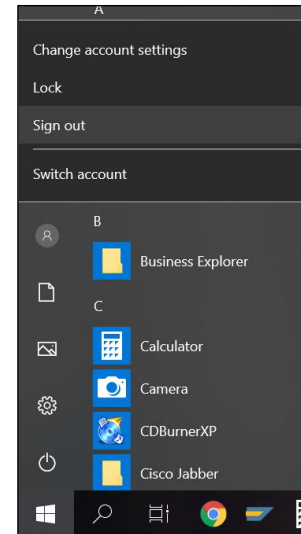 A
Change account settings
Lock
Sign out
Switch account
B
Business Explorer
C
Calculator
Camera
CDBurnerXP
Cisco Jabber